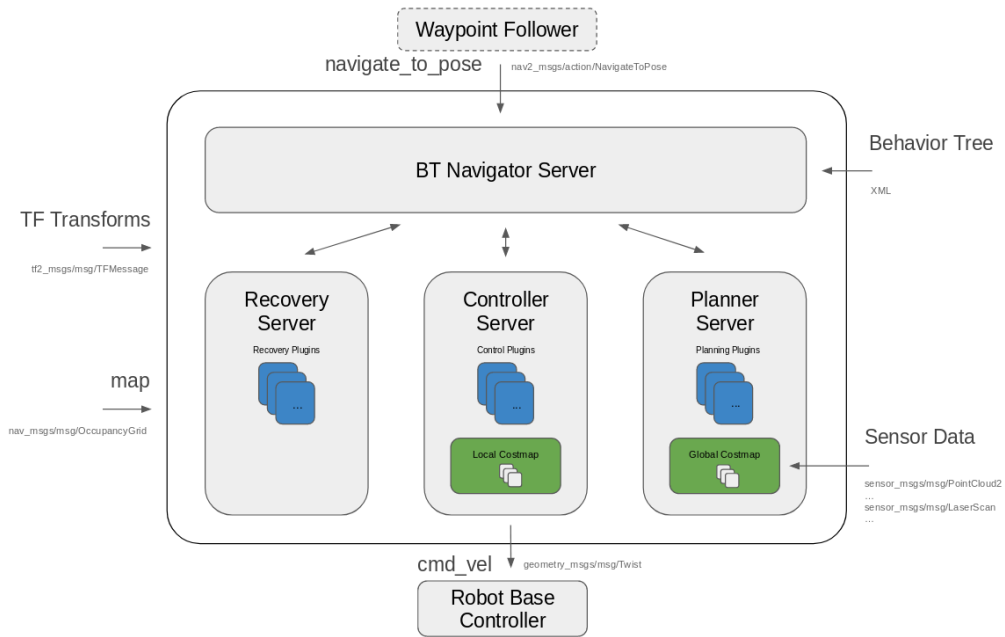 Waypoint Follower
navigate_to_pose
nav2_msgs/action/NavigateToPose
BT Navigator Server
Behavior Tree
XML
TF Transforms
tf2_msgs/msg/TFMessage
map
nav_msgs/msg/OccupancyGrid
Recovery
Server
Recovery Plugins
...
Controller
Server
Control Plugins
...
Local Costmap
Planner
Server
Planning Plugins
...
Global Costmap
Sensor Data
sensor_msgs/msg/PointCloud2
...
sensor_msgs/msg/LaserScan
...
cmd_vel
geometry_msgs/msg/Twist
Robot Base
Controller